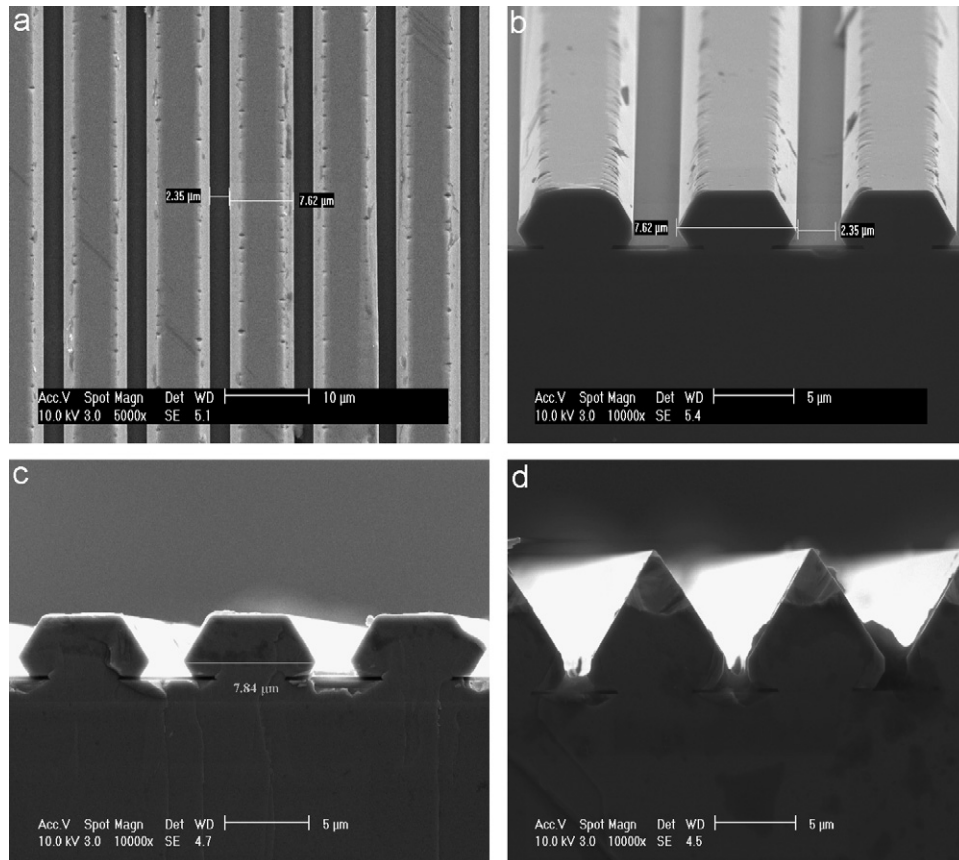 a
2.35 µm
7.62 µm
Acc.V Spot Magn Det WD 10 µm
10.0 kV 3.0 5000x SE 5.1
b
7.62 µm
2.35 µm
Acc.V Spot Magn Det WD 5 µm
10.0 kV 3.0 10000x SE 5.4
c
7.84 µm
Acc.V Spot Magn Det WD 5 µm
10.0 kV 3.0 10000x SE 4.7
d
Acc.V Spot Magn Det WD 5 µm
10.0 kV 3.0 10000x SE 4.5